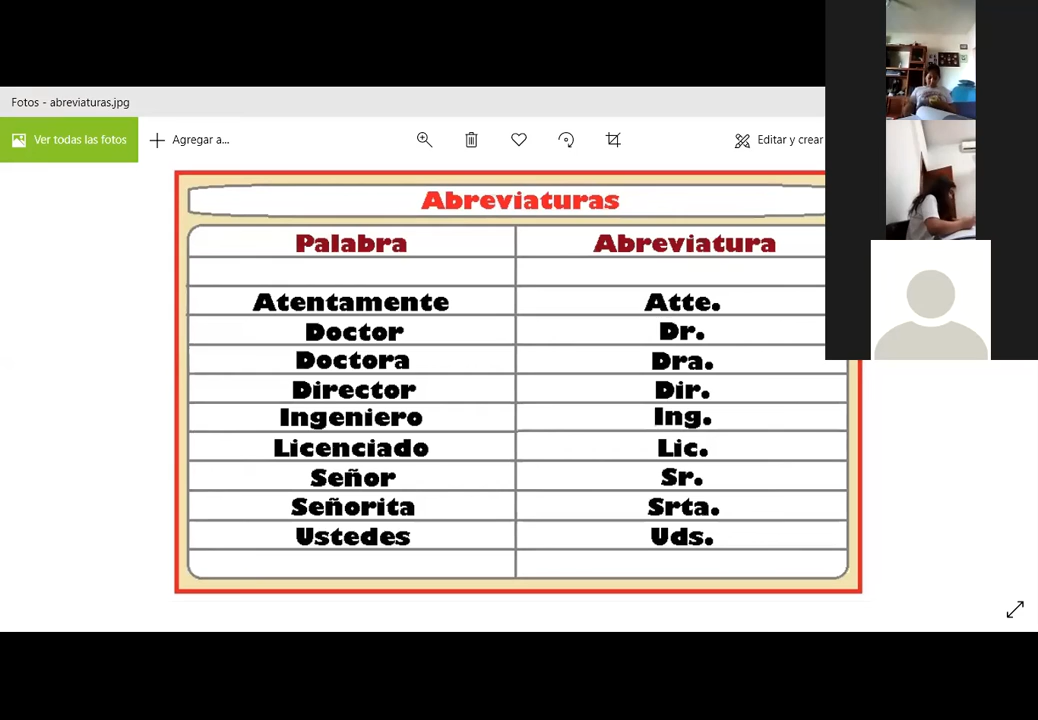 Fotos - abreviaturas.jpg
Ver todas las fotos
Agregar a...
Editar y crear
Abreviaturas
Palabra Abreviatura
Atentamente Atte.
Doctor Dr.
Doctora Dra.
Director Dir.
Ingeniero Ing.
Licenciado Lic.
Señor Sr.
Señorita Srta.
Ustedes Uds.